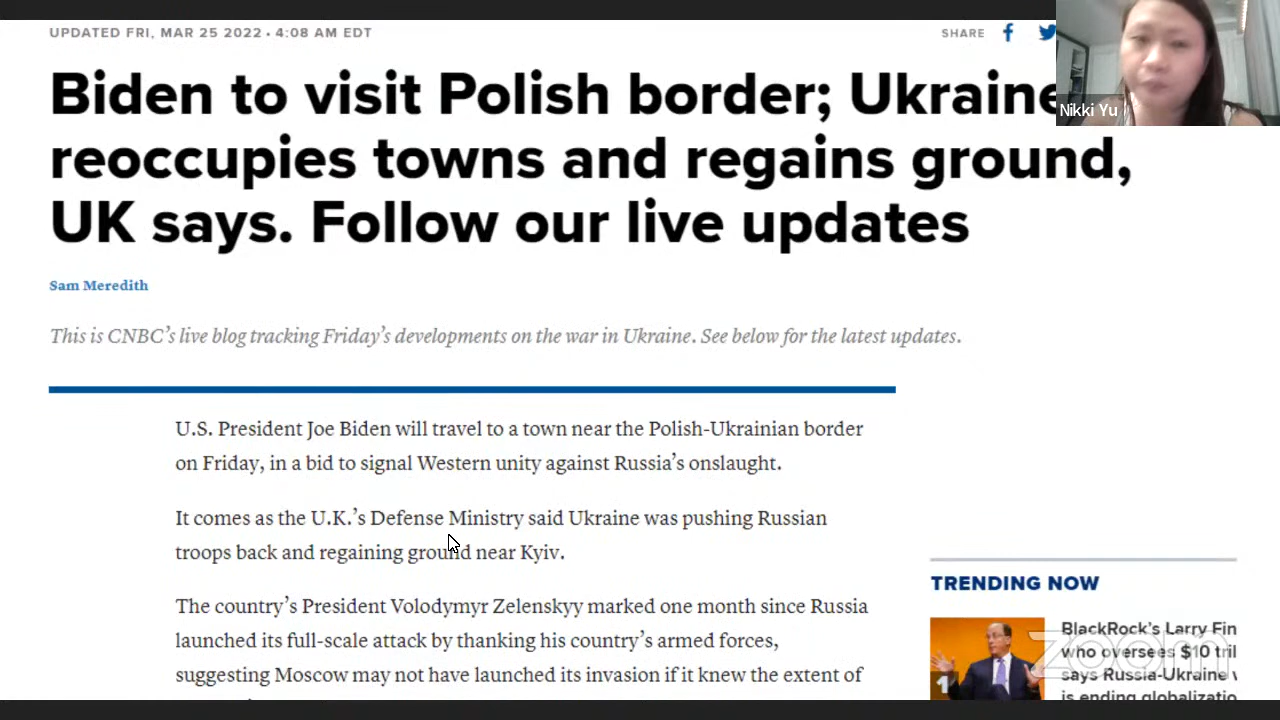 UPDATED FRI, MAR 25 2022 • 4:08 AM EDT
SHARE
Nikki Yu
Biden to visit Polish border; Ukraine
reoccupies towns and regains ground,
UK says. Follow our live updates
Sam Meredith
This is CNBC’s live blog tracking Friday’s developments on the war in Ukraine. See below for the latest updates.
U.S. President Joe Biden will travel to a town near the Polish-Ukrainian border
on Friday, in a bid to signal Western unity against Russia’s onslaught.
It comes as the U.K.’s Defense Ministry said Ukraine was pushing Russian
troops back and regaining ground near Kyiv.
The country’s President Volodymyr Zelenskyy marked one month since Russia
launched its full-scale attack by thanking his country’s armed forces,
suggesting Moscow may not have launched its invasion if it knew the extent of
TRENDING NOW
1
BlackRock’s Larry Fin
who oversees $10 tril
says Russia-Ukraine
is ending globalizatio
zoom